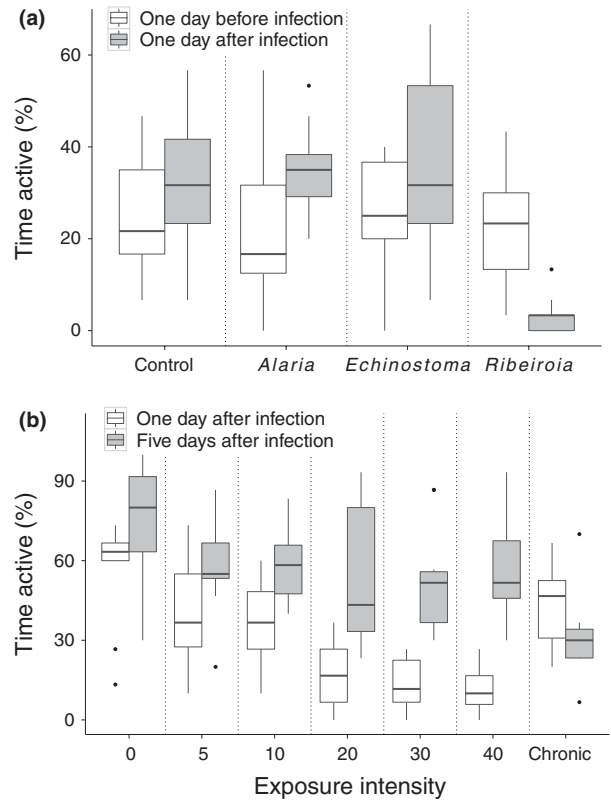 (a)
One day before infection
One day after infection
Time active (%)
60
40
20
0
Control Alaria Echinostoma Ribeiroia
(b)
One day after infection
Five days after infection
Time active (%)
90
60
30
0
0 5 10 20 30 40 Chronic
Exposure intensity